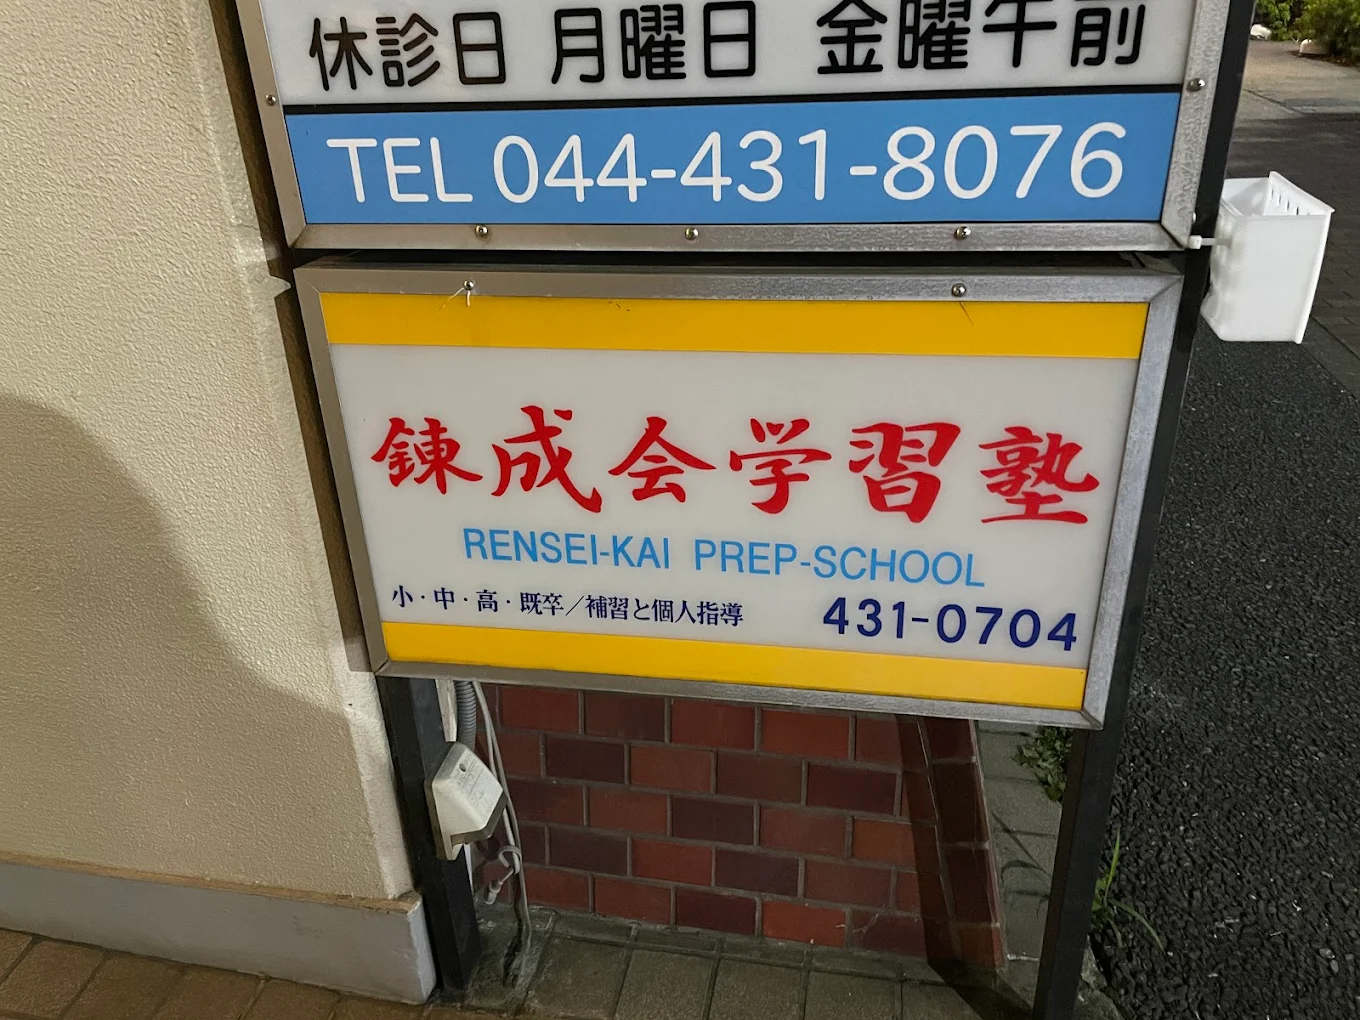 休診日 月曜日 金曜午前
TEL 044-431-8076
錬成会学習塾
RENSEI-KAI PREP-SCHOOL
小・中・高・既卒／補習と個人指導 431-0704